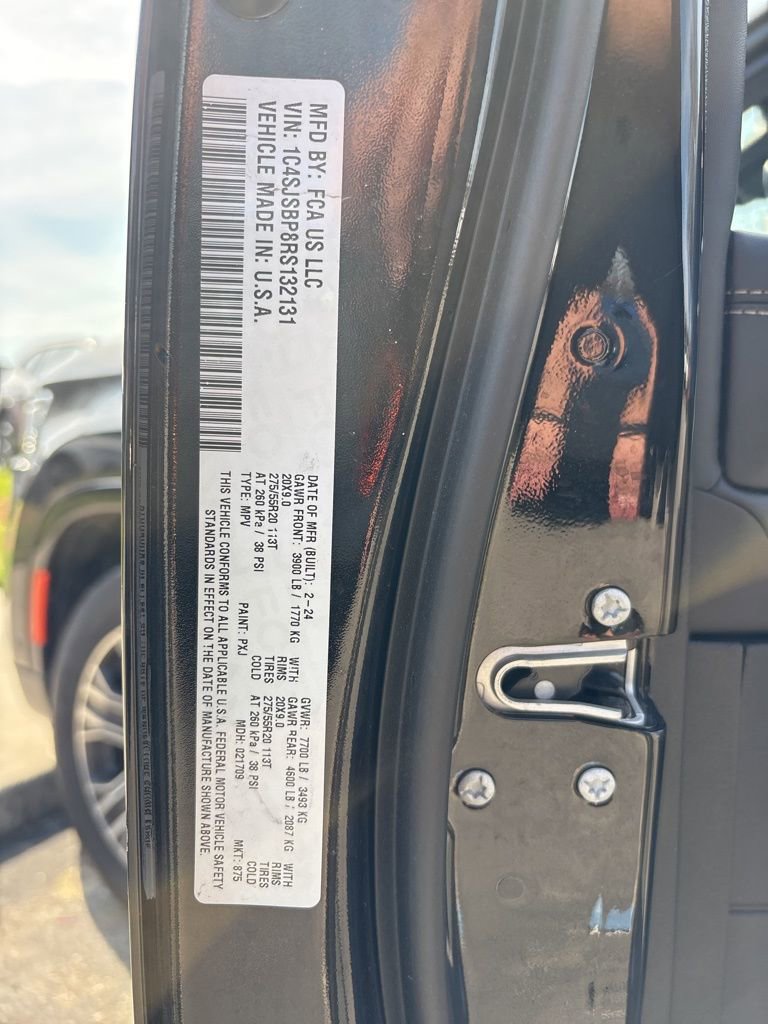 MFD BY: FCA US LLC
VIN: 1C4SJSBP8RS132131
VEHICLE MADE IN: U.S.A.
DATE OF MFR (BUILT): 2-24 GVWR: 7700 LB / 3493 KG
GAWR FRONT: 3900 LB / 1770 KG WITH GAWR REAR: 4600 LB / 2087 KG WITH
20X9.0 RIMS 20X9.0 RIMS
275/55R20 113T TIRES 275/55R20 113T TIRES
AT 260 kPa / 38 PSI COLD AT 260 kPa / 38 PSI COLD
TYPE: MPV PAINT: PXJ MDH: 021709 MKT: 875
THIS VEHICLE CONFORMS TO ALL APPLICABLE U.S.A. FEDERAL MOTOR VEHICLE SAFETY
STANDARDS IN EFFECT ON THE DATE OF MANUFACTURE SHOWN ABOVE.